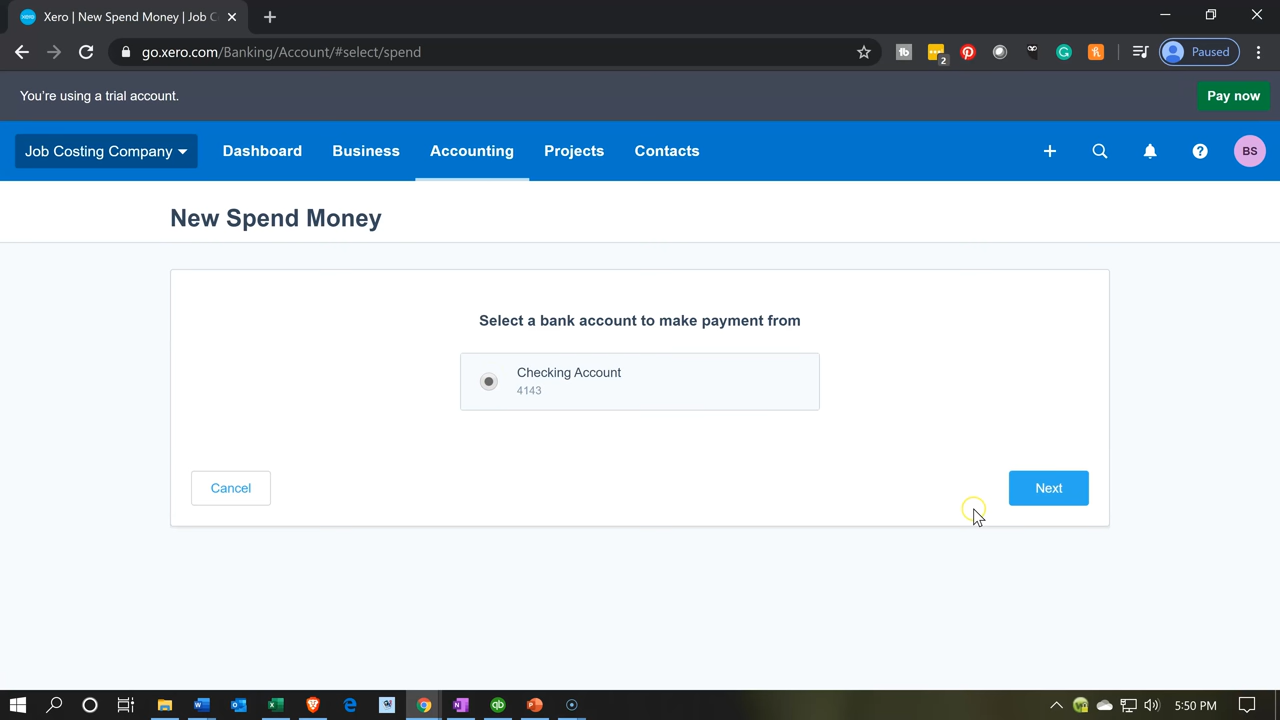 Xero | New Spend Money | Job C
go.xero.com/Banking/Account/#select/spend
2
Paused
You're using a trial account.
Pay now
Job Costing Company
Dashboard
Business
Accounting
Projects
Contacts
BS
New Spend Money
Select a bank account to make payment from
Checking Account
4143
Cancel
Next
5:50 PM